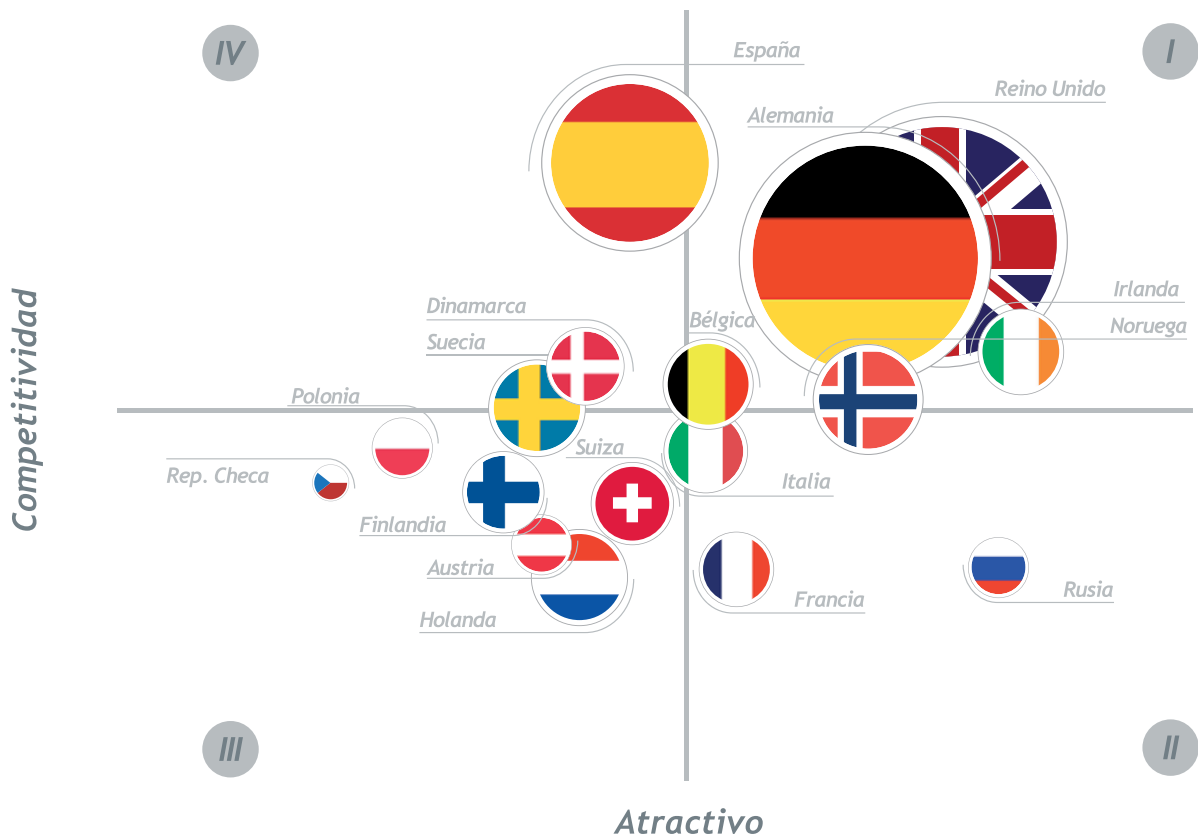 IV
I
España
Reino Unido
Alemania
Irlanda
Dinamarca
Bélgica
Noruega
Suecia
Polonia
Suiza
Rep. Checa
Italia
Finlandia
Austria
Rusia
Francia
Holanda
III
II
Competitividad
Atractivo